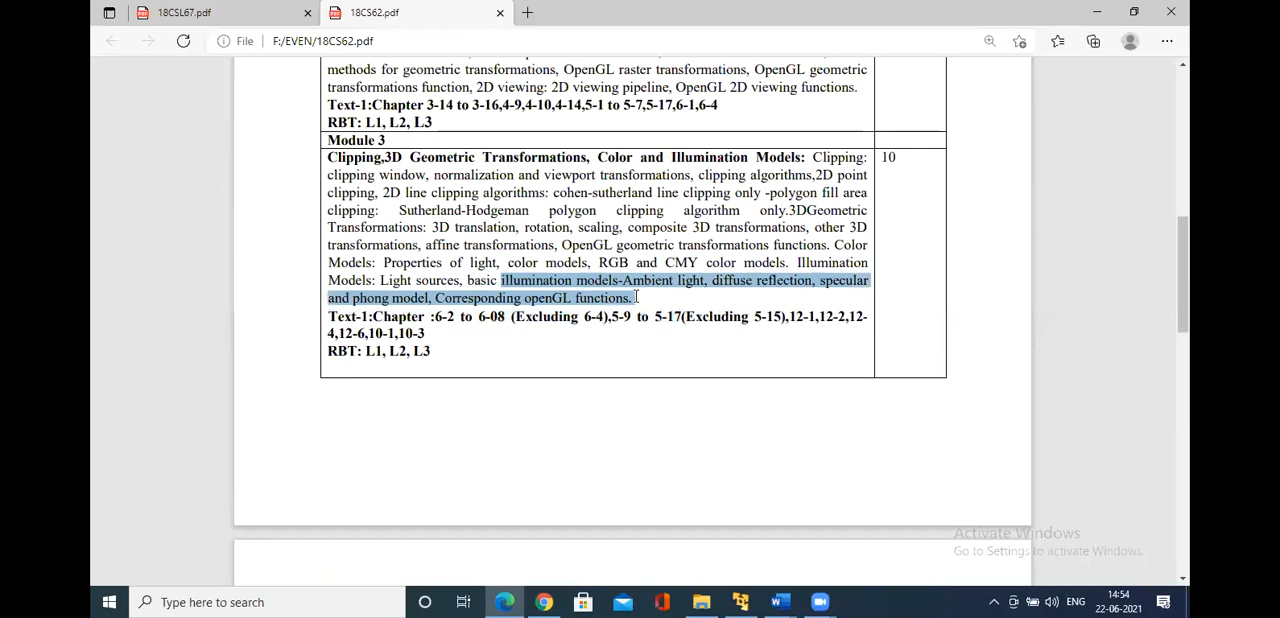 18CSL67.pdf
18CS62.pdf
File F:/EVEN/18CS62.pdf
methods for geometric transformations, OpenGL raster transformations, OpenGL geometric
transformations function, 2D viewing: 2D viewing pipeline, OpenGL 2D viewing functions.
Text-1:Chapter 3-14 to 3-16,4-9,4-10,4-14,5-1 to 5-7,5-17,6-1,6-4
RBT: L1, L2, L3
Module 3
Clipping,3D Geometric Transformations, Color and Illumination Models: Clipping: 10
clipping window, normalization and viewport transformations, clipping algorithms,2D point
clipping, 2D line clipping algorithms: cohen-sutherland line clipping only -polygon fill area
clipping: Sutherland-Hodgeman polygon clipping algorithm only.3DGeometric
Transformations: 3D translation, rotation, scaling, composite 3D transformations, other 3D
transformations, affine transformations, OpenGL geometric transformations functions. Color
Models: Properties of light, color models, RGB and CMY color models. Illumination
Models: Light sources, basic illumination models-Ambient light, diffuse reflection, specular
and phong model, Corresponding openGL functions.
Text-1:Chapter :6-2 to 6-08 (Excluding 6-4),5-9 to 5-17(Excluding 5-15),12-1,12-2,12-
4,12-6,10-1,10-3
RBT: L1, L2, L3
Activate Windows
Go to Settings to activate Windows.
Type here to search
ENG
14:54
22-06-2021